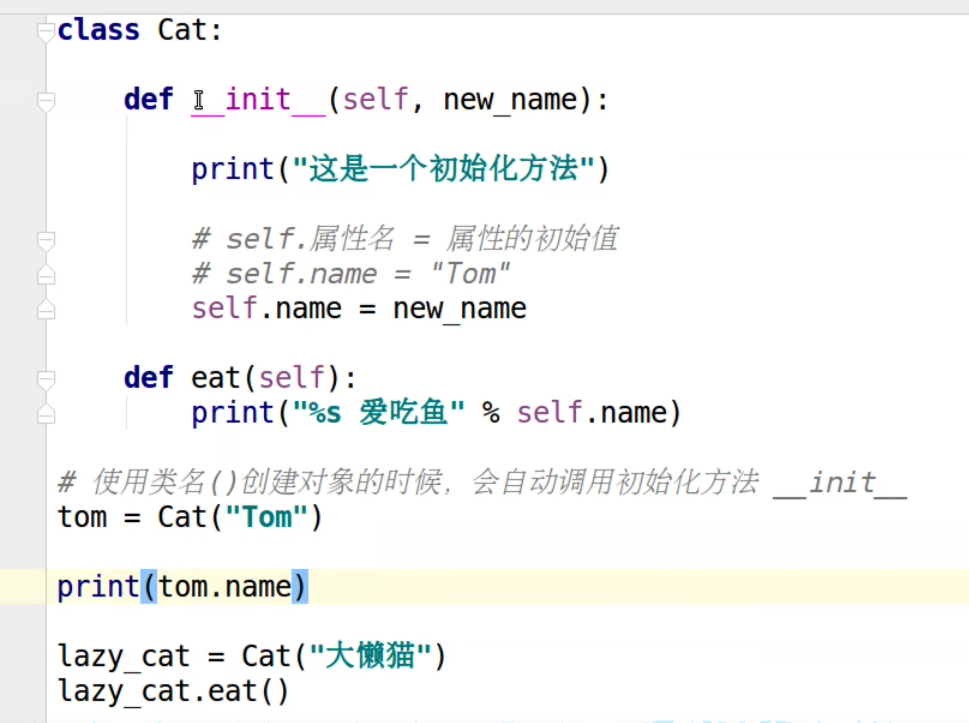 class Cat:
def __init__(self, new_name):
print("这是一个初始化方法")
# self.属性名 = 属性的初始值
# self.name = "Tom"
self.name = new_name
def eat(self):
print("%s 爱吃鱼" % self.name)
# 使用类名()创建对象的时候，会自动调用初始化方法 __init__
tom = Cat("Tom")
print(tom.name)
lazy_cat = Cat("大懒猫")
lazy_cat.eat()